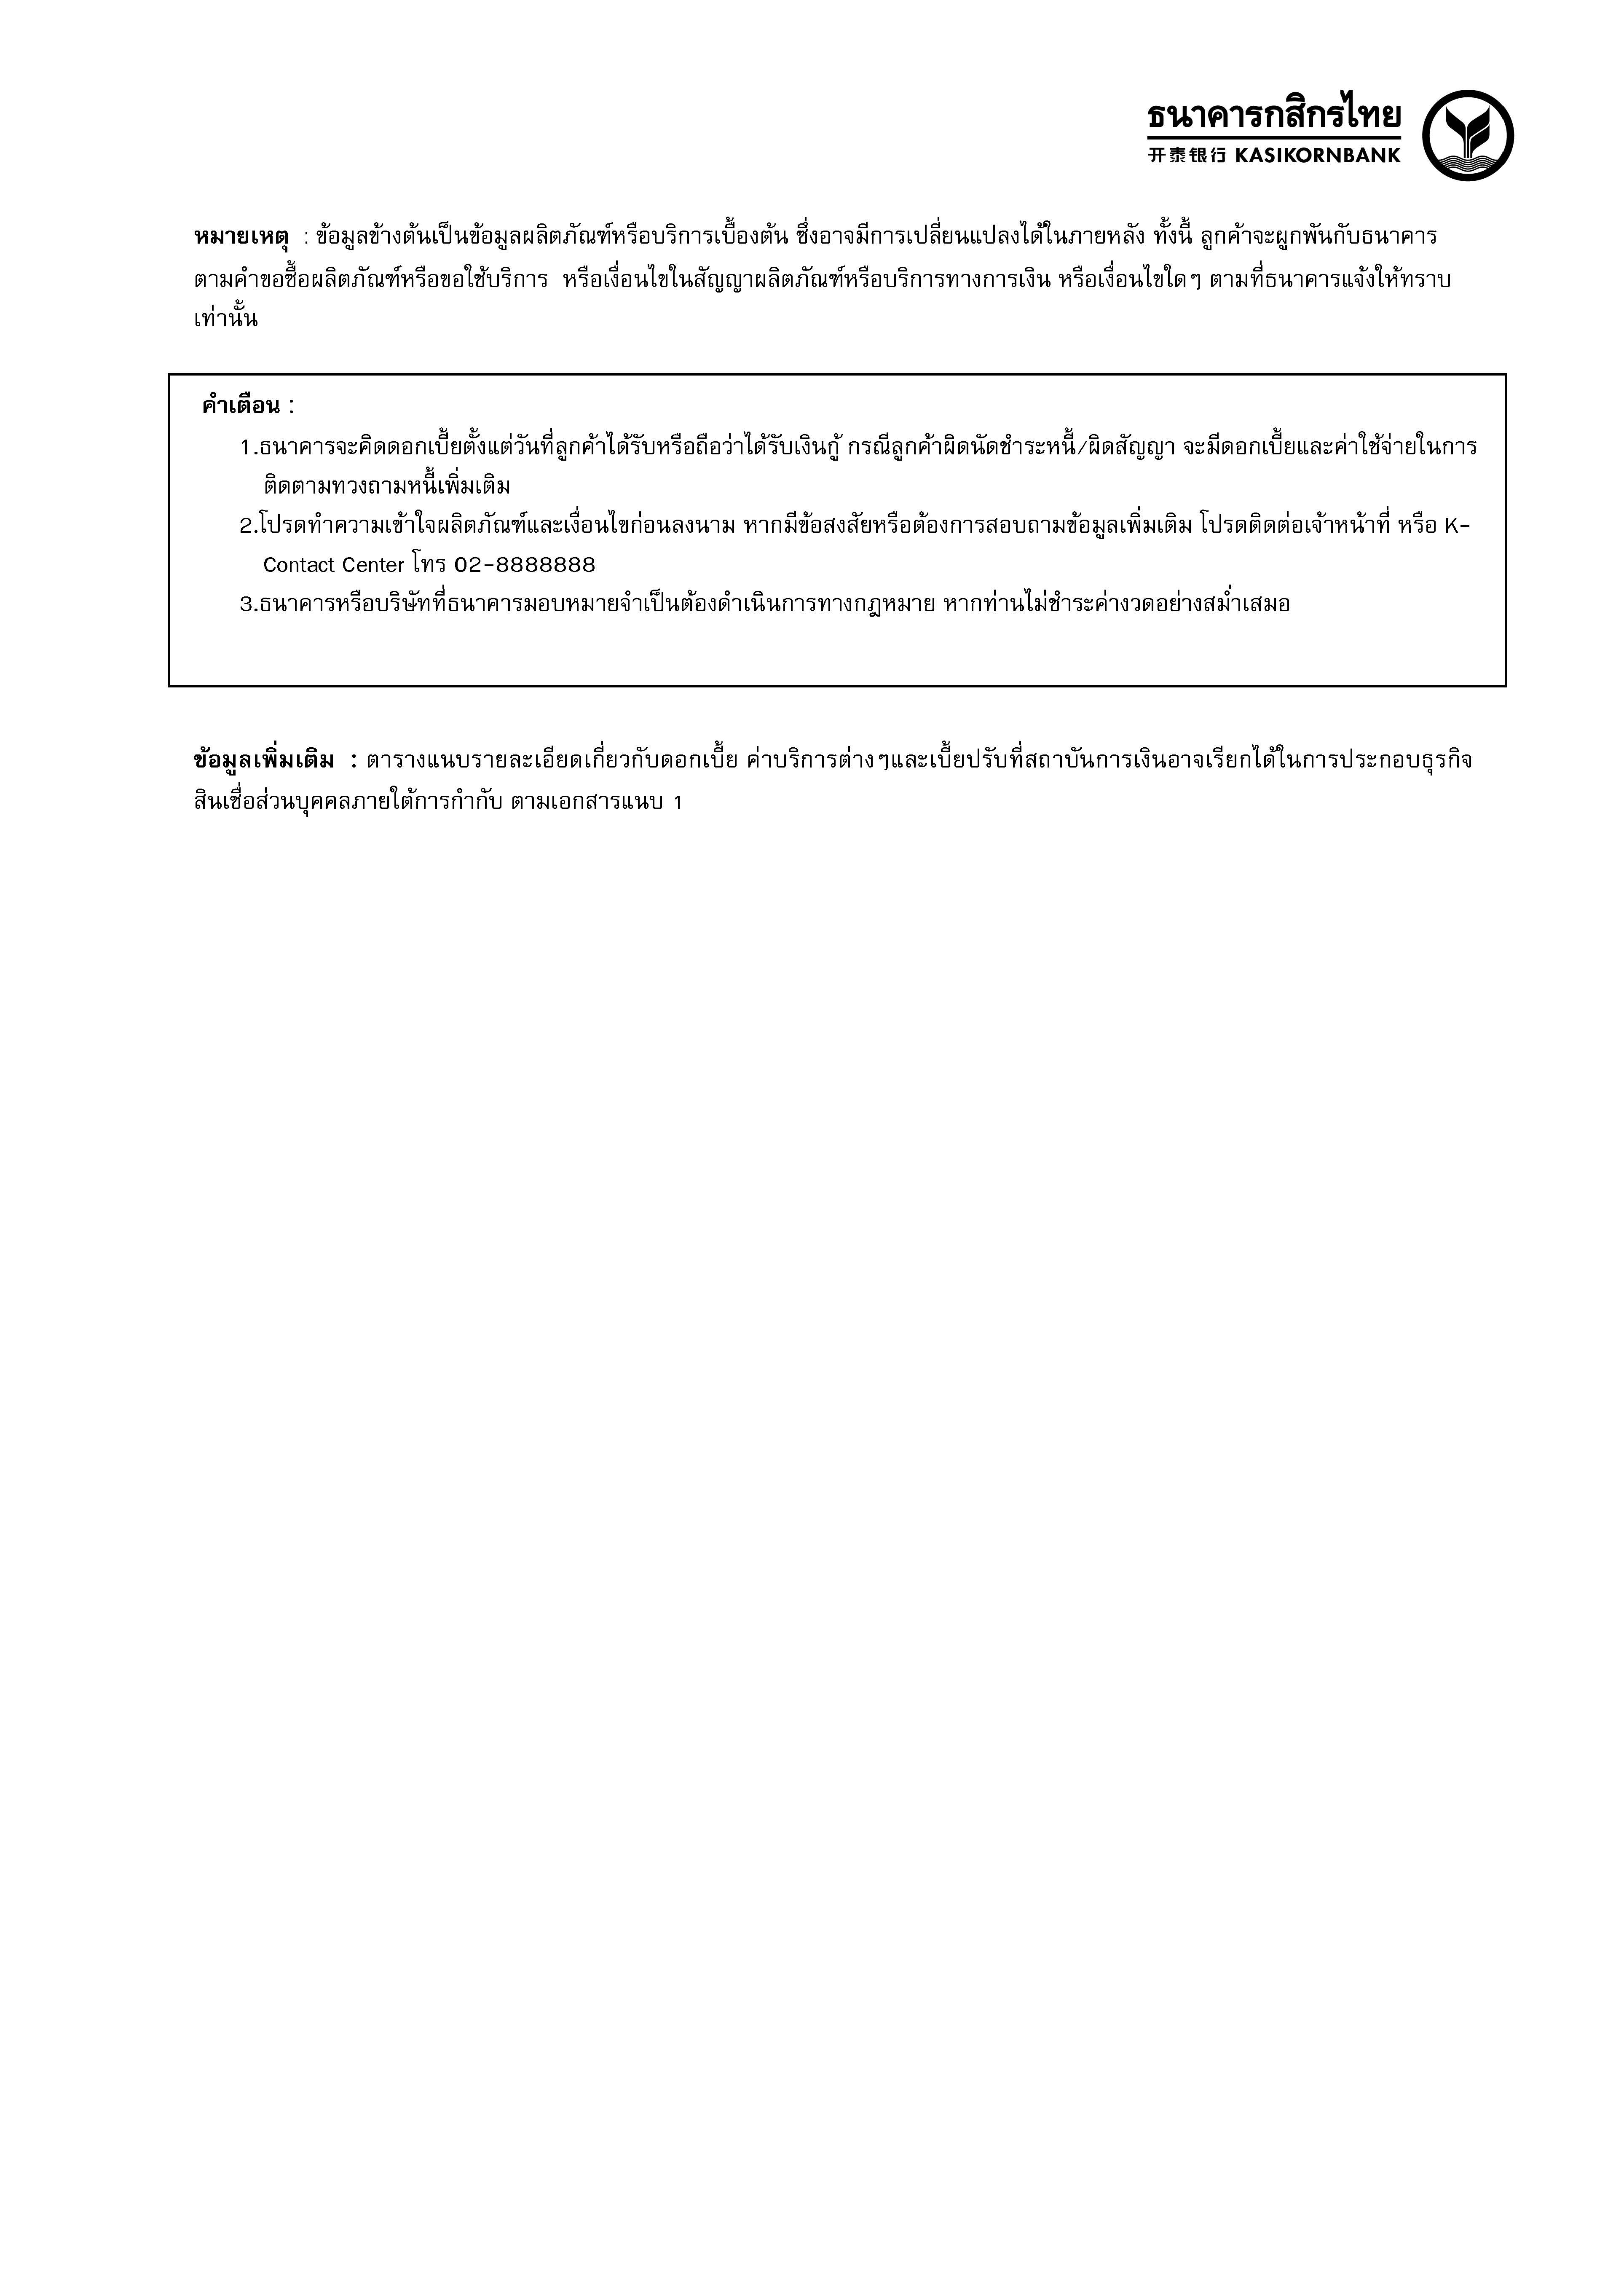 ธนาคารกสิกรไทย
开泰银行 KASIKORNBANK
หมายเหตุ : ข้อมูลข้างต้นเป็นข้อมูลผลิตภัณฑ์หรือบริการเบื้องต้น ซึ่งอาจมีการเปลี่ยนแปลงได้ในภายหลัง ทั้งนี้ ลูกค้าจะผูกพันกับธนาคาร
ตามคำขอซื้อผลิตภัณฑ์หรือขอใช้บริการ หรือเงื่อนไขในสัญญาผลิตภัณฑ์หรือบริการทางการเงิน หรือเงื่อนไขใดๆ ตามที่ธนาคารแจ้งให้ทราบ
เท่านั้น
คำเตือน :
1.ธนาคารจะคิดดอกเบี้ยตั้งแต่วันที่ลูกค้าได้รับหรือถือว่าได้รับเงินกู้ กรณีลูกค้าผิดนัดชำระหนี้/ผิดสัญญา จะมีดอกเบี้ยและค่าใช้จ่ายในการ
ติดตามทวงถามหนี้เพิ่มเติม
2.โปรดทำความเข้าใจผลิตภัณฑ์และเงื่อนไขก่อนลงนาม หากมีข้อสงสัยหรือต้องการสอบถามข้อมูลเพิ่มเติม โปรดติดต่อเจ้าหน้าที่ หรือ K-
Contact Center โทร 02-8888888
3.ธนาคารหรือบริษัทที่ธนาคารมอบหมายจำเป็นต้องดำเนินการทางกฎหมาย หากท่านไม่ชำระค่างวดอย่างสม่ำเสมอ
ข้อมูลเพิ่มเติม : ตารางแนบรายละเอียดเกี่ยวกับดอกเบี้ย ค่าบริการต่างๆและเบี้ยปรับที่สถาบันการเงินอาจเรียกได้ในการประกอบธุรกิจ
สินเชื่อส่วนบุคคลภายใต้การกำกับ ตามเอกสารแนบ 1